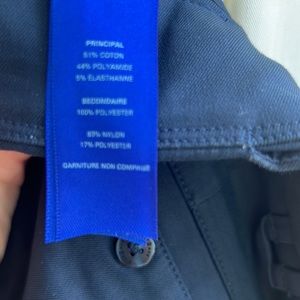 PRINCIPAL
51% COTON
44% POLYAMIDE
5% ELASTHANNE
SECONDAIRE
100% POLYESTER
83% NYLON
17% POLYESTER
GARNITURE NON COMPRISE